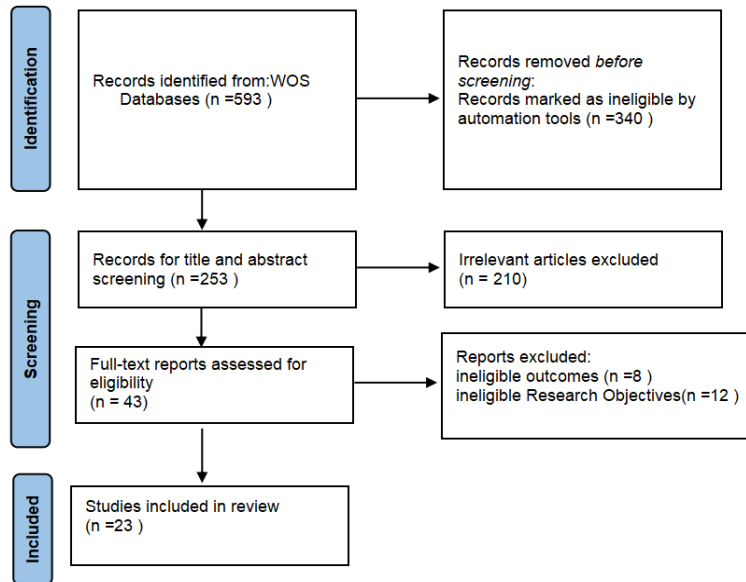 Identification
Records identified from:WOS
Databases (n =593 )
Records removed before
screening:
Records marked as ineligible by
automation tools (n =340 )
Screening
Records for title and abstract
screening (n =253 )
Irrelevant articles excluded
(n = 210)
Full-text reports assessed for
eligibility
(n = 43)
Reports excluded:
ineligible outcomes (n =8 )
ineligible Research Objectives(n =12 )
Included
Studies included in review
(n =23 )